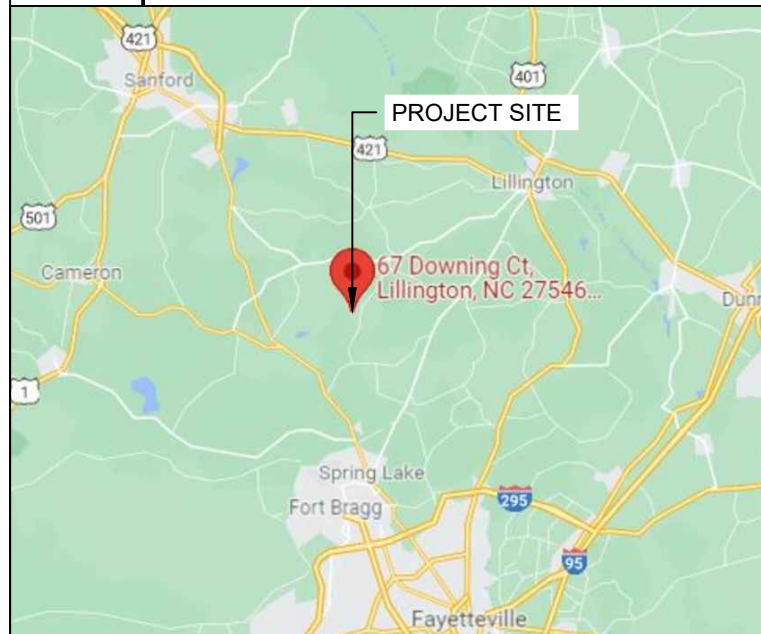 421
Sanford
401
PROJECT SITE
421
Lillington
501
67 Downing Ct,
Lillington, NC 27546...
Cameron
Dunn
1
Spring Lake
Fort Bragg
295
95
Fayetteville